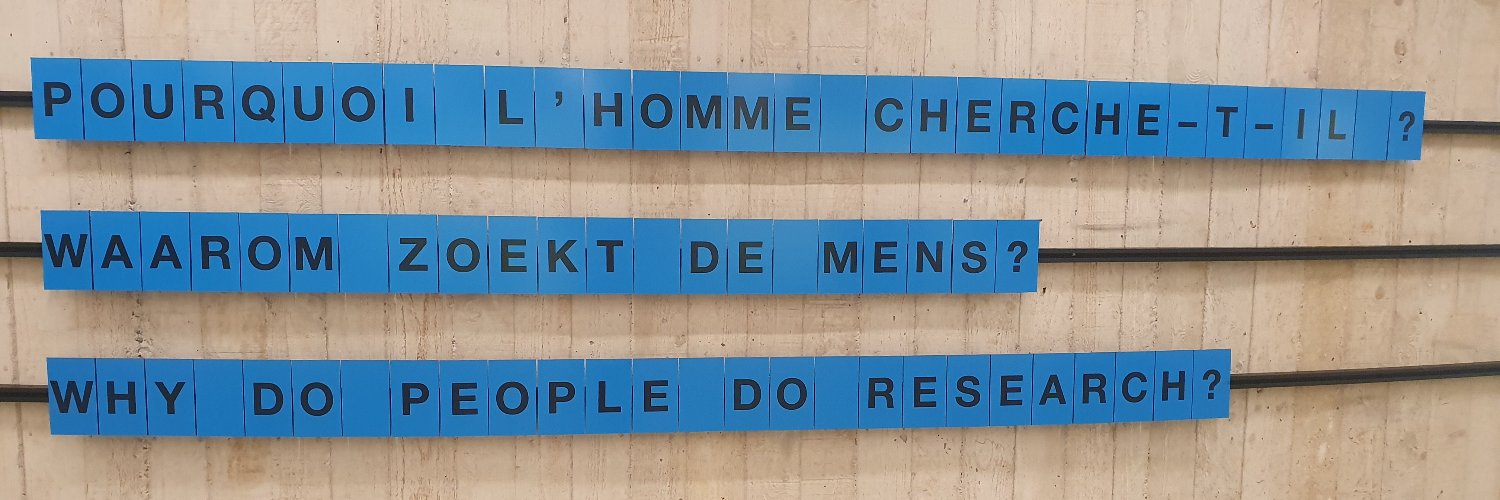 POURQUOI L'HOMME CHERCHE-T-IL ?
WAAROM ZOEKT DE MENS?
WHY DO PEOPLE DO RESEARCH?